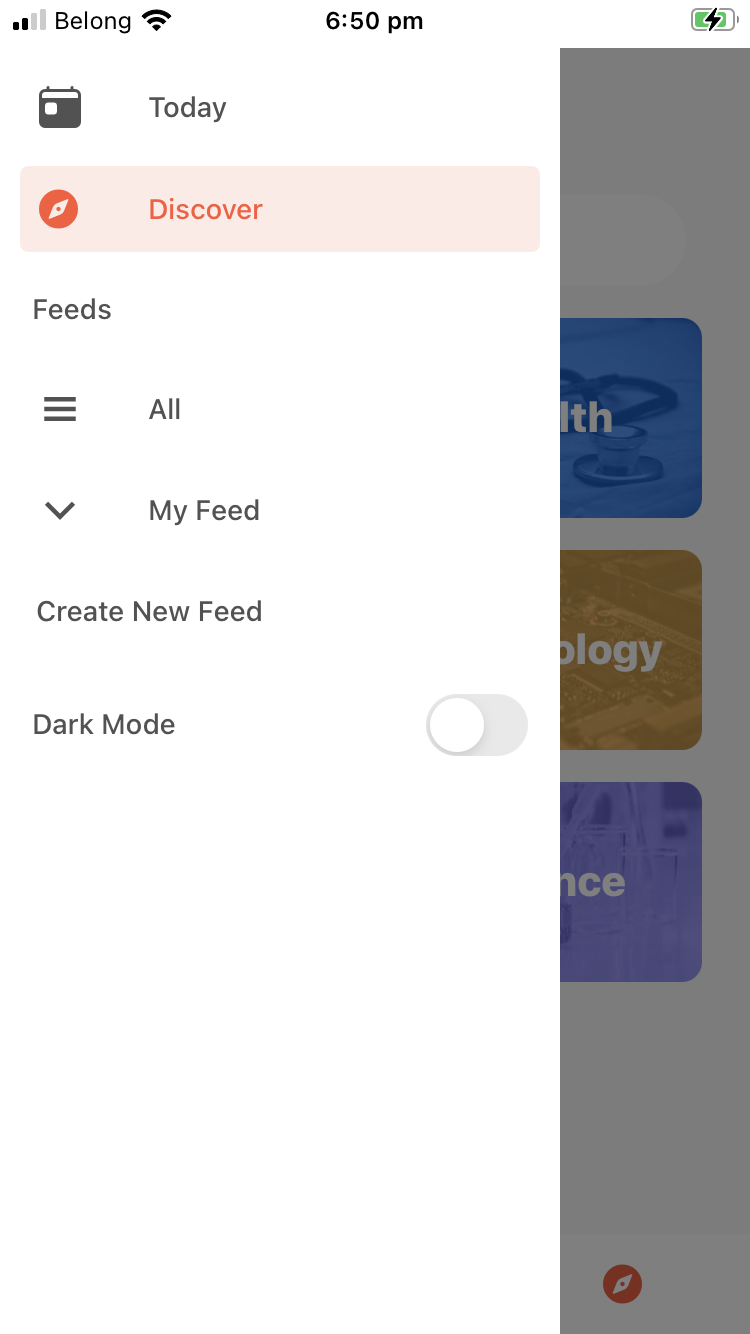 Belong
6:50 pm
Today
Discover
Feeds
All
lth
My Feed
Create New Feed
ology
Dark Mode
nce